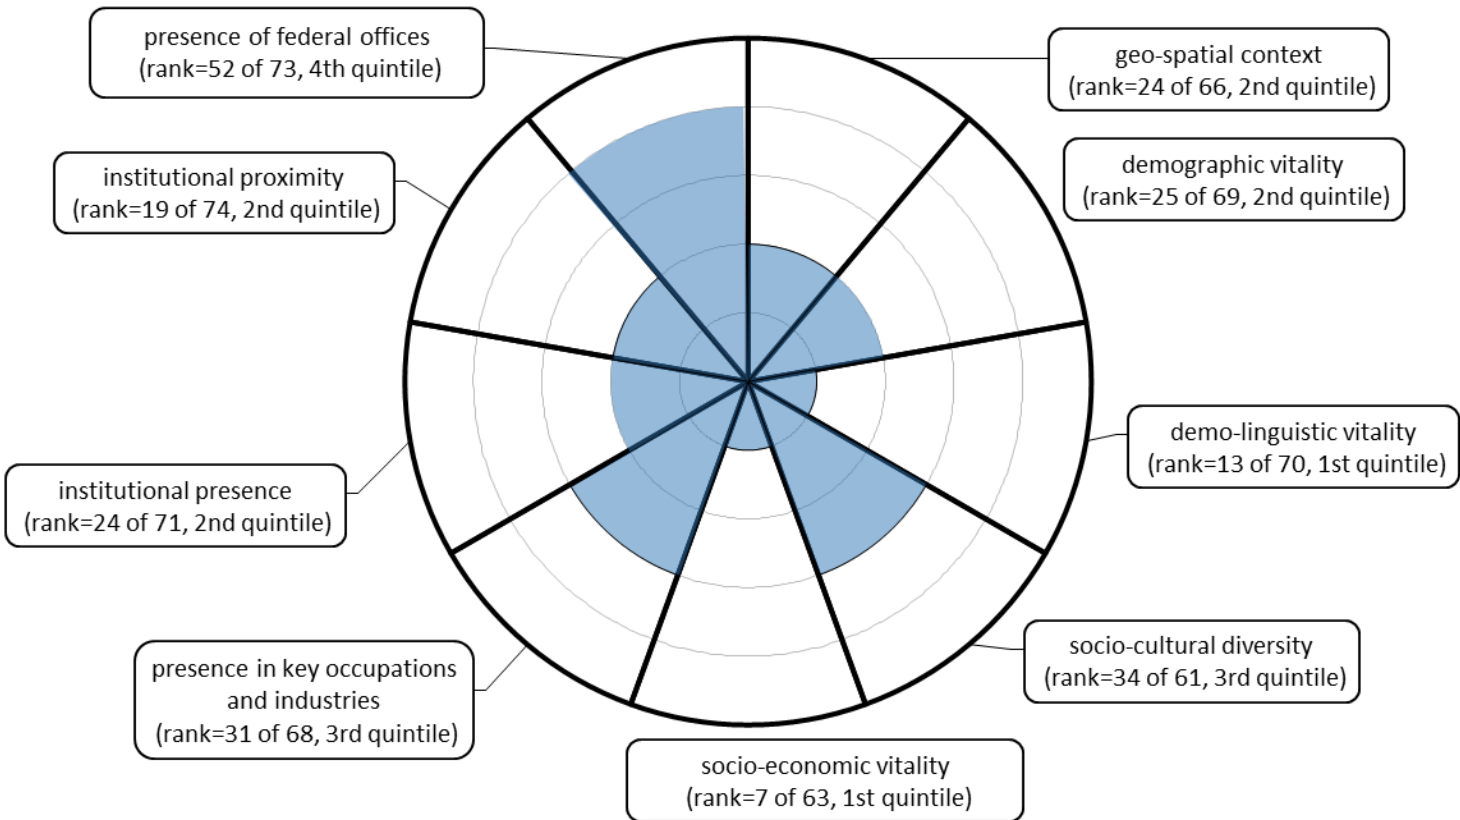 presence of federal offices
(rank=52 of 73, 4th quintile)
geo-spatial context
(rank=24 of 66, 2nd quintile)
demographic vitality
(rank=25 of 69, 2nd quintile)
institutional proximity
(rank=19 of 74, 2nd quintile)
demo-linguistic vitality
(rank=13 of 70, 1st quintile)
institutional presence
(rank=24 of 71, 2nd quintile)
socio-cultural diversity
(rank=34 of 61, 3rd quintile)
presence in key occupations
and industries
(rank=31 of 68, 3rd quintile)
socio-economic vitality
(rank=7 of 63, 1st quintile)